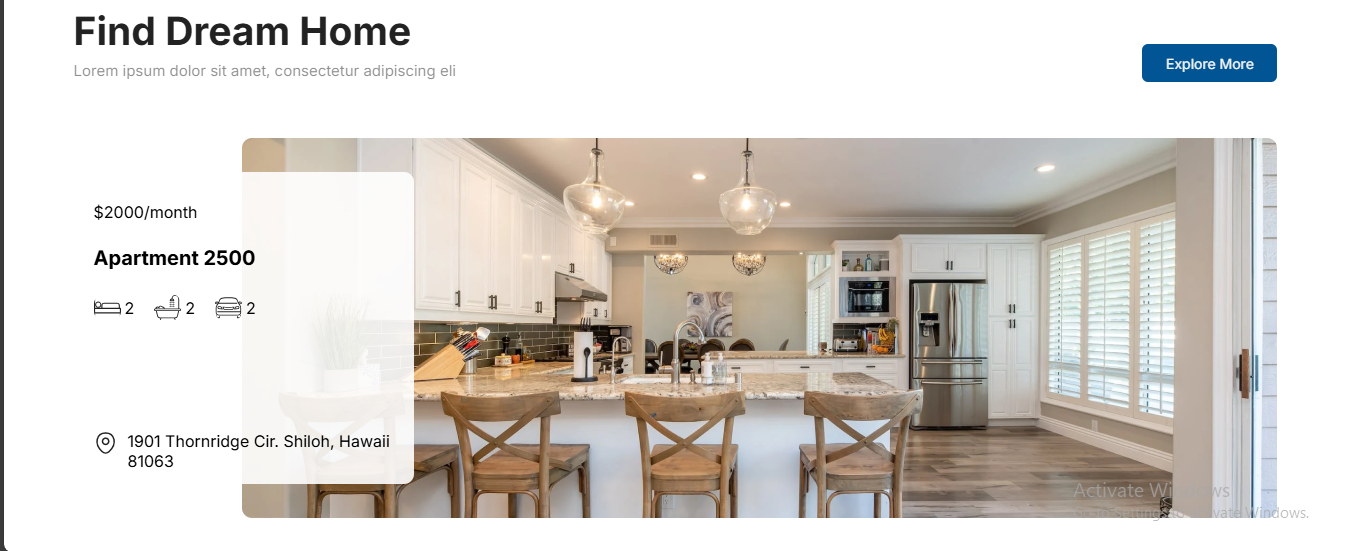 Find Dream Home
Lorem ipsum dolor sit amet, consectetur adipiscing eli
Explore More
$2000/month
Apartment 2500
2 2 2
1901 Thornridge Cir. Shiloh, Hawaii
81063
Activate Windows
Go to Settings to activate Windows.